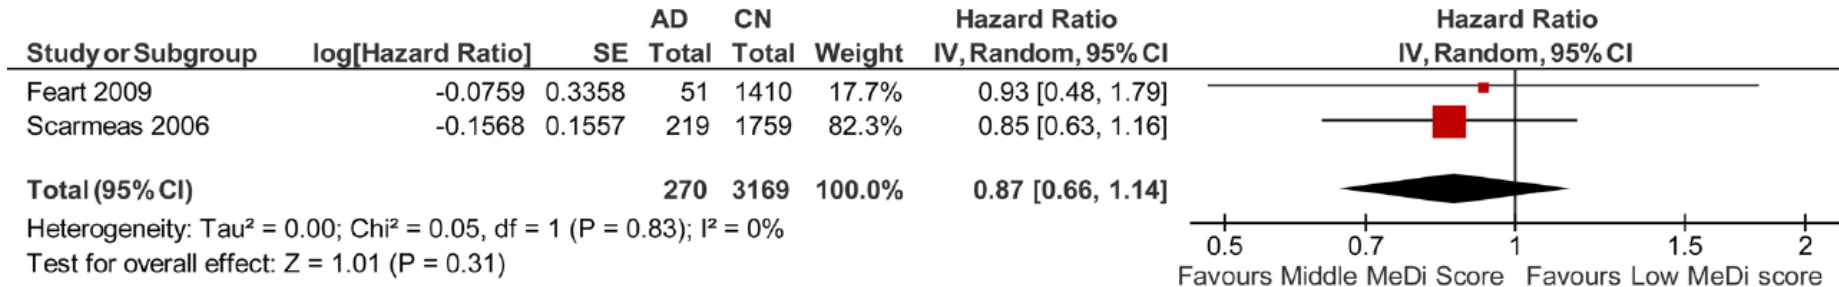 AD CN Hazard Ratio Hazard Ratio
Study or Subgroup log[Hazard Ratio] SE Total Total Weight IV, Random, 95% CI IV, Random, 95% CI
Feart 2009 -0.0759 0.3358 51 1410 17.7% 0.93 [0.48, 1.79]
Scarmeas 2006 -0.1568 0.1557 219 1759 82.3% 0.85 [0.63, 1.16]
Total (95% CI) 270 3169 100.0% 0.87 [0.66, 1.14]
Heterogeneity: Tau² = 0.00; Chi² = 0.05, df = 1 (P = 0.83); I² = 0%
Test for overall effect: Z = 1.01 (P = 0.31)
0.5 0.7 1 1.5 2
Favours Middle MeDi Score Favours Low MeDi score